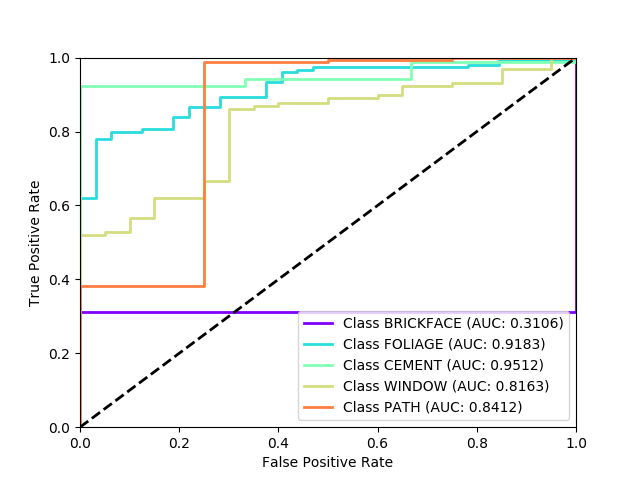 1.0
0.8
0.6
0.4
0.2
0.0
True Positive Rate
Class BRICKFACE (AUC: 0.3106)
Class FOLIAGE (AUC: 0.9183)
Class CEMENT (AUC: 0.9512)
Class WINDOW (AUC: 0.8163)
Class PATH (AUC: 0.8412)
0.0 0.2 0.4 0.6 0.8 1.0
False Positive Rate